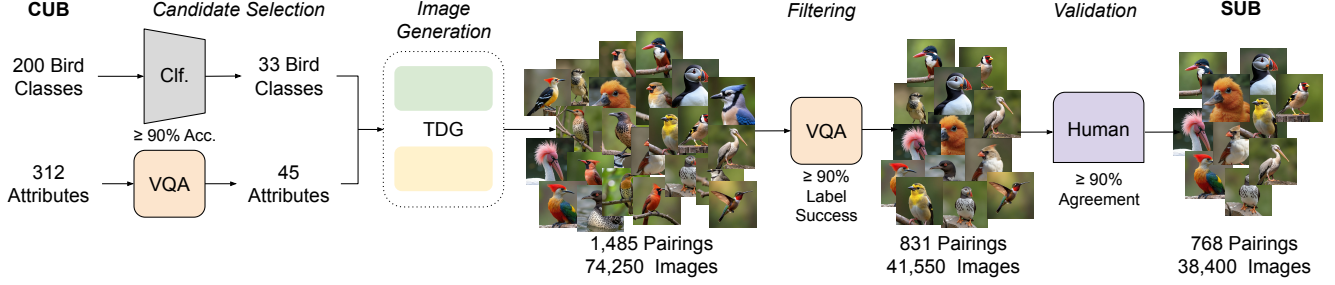 CUB
Candidate Selection
Image
Generation
Filtering
Validation
SUB
200 Bird
Classes
Clf.
33 Bird
Classes
≥ 90% Acc.
312
Attributes
VQA
45
Attributes
TDG
VQA
≥ 90%
Label
Success
Human
≥ 90%
Agreement
1,485 Pairings
74,250 Images
831 Pairings
41,550 Images
768 Pairings
38,400 Images